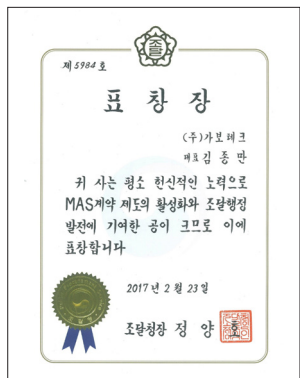 조달
제 5984 호
표 창 장
(주)가보테크
대표 김 종 만
귀 사는 평소 헌신적인 노력으로
MAS계약 제도의 활성화와 조달행정
발전에 기여한 공이 크므로 이에
표창합니다
2017 년 2 월 23 일
조달청장 정 양 호